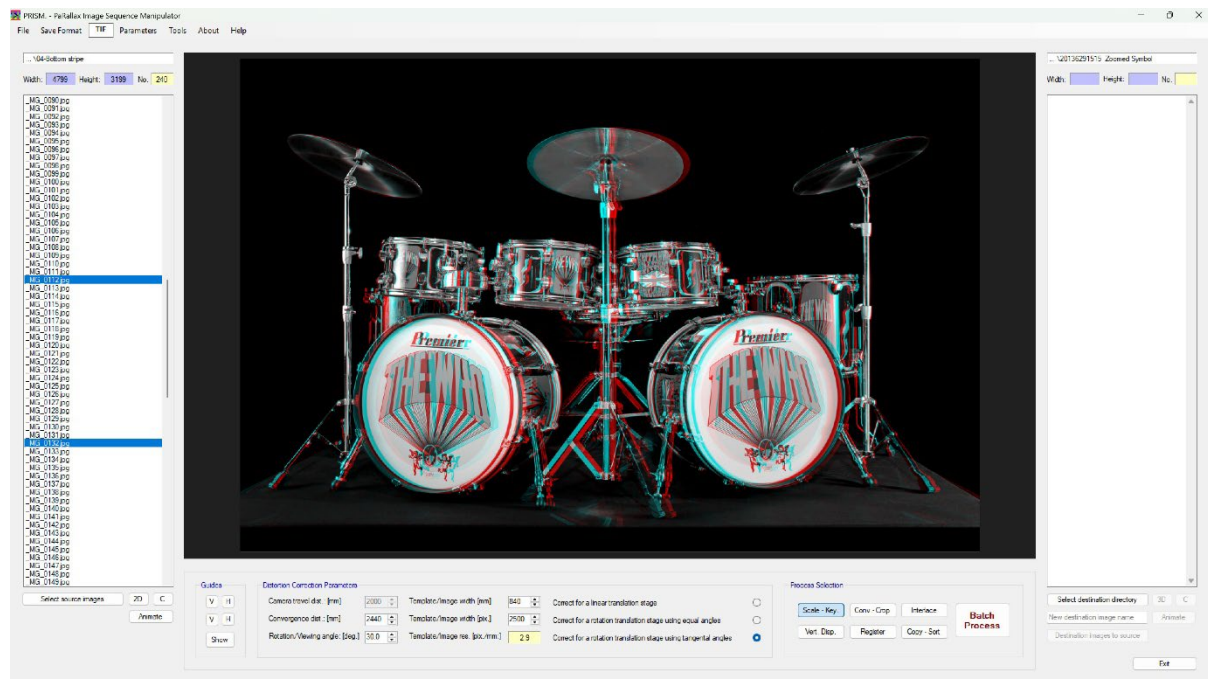 PRISM. - PaRallax Image Sequence Manipulator
File Save Format TIF Parameters Tools About Help
... \04-Bottom stripe
Width: 4799 Height: 3199 No. 240
_MG_0090.jpg
_MG_0091.jpg
_MG_0092.jpg
_MG_0093.jpg
_MG_0094.jpg
_MG_0095.jpg
_MG_0096.jpg
_MG_0097.jpg
_MG_0098.jpg
_MG_0099.jpg
_MG_0100.jpg
_MG_0101.jpg
_MG_0102.jpg
_MG_0103.jpg
_MG_0104.jpg
_MG_0105.jpg
_MG_0106.jpg
_MG_0107.jpg
_MG_0108.jpg
_MG_0109.jpg
_MG_0110.jpg
_MG_0111.jpg
_MG_0112.jpg
_MG_0113.jpg
_MG_0114.jpg
_MG_0115.jpg
_MG_0116.jpg
_MG_0117.jpg
_MG_0118.jpg
_MG_0119.jpg
_MG_0120.jpg
_MG_0121.jpg
_MG_0122.jpg
_MG_0123.jpg
_MG_0124.jpg
_MG_0125.jpg
_MG_0126.jpg
_MG_0127.jpg
_MG_0128.jpg
_MG_0129.jpg
_MG_0130.jpg
_MG_0131.jpg
_MG_0132.jpg
_MG_0133.jpg
_MG_0134.jpg
_MG_0135.jpg
_MG_0136.jpg
_MG_0137.jpg
_MG_0138.jpg
_MG_0139.jpg
_MG_0140.jpg
_MG_0141.jpg
_MG_0142.jpg
_MG_0143.jpg
_MG_0144.jpg
_MG_0145.jpg
_MG_0146.jpg
_MG_0147.jpg
_MG_0148.jpg
_MG_0149.jpg
Select source images 2D C
Animate
Premier
THE WHO
Premier
THE WHO
Guides
V H
V H
Show
Distortion Correction Parameters
Camera travel dist.: [mm] 2000 Template/Image width [mm] 840 Correct for a linear translation stage
Convergence dist.: [mm] 2440 Template/Image width [pix.] 2500 Correct for a rotation translation stage using equal angles
Rotation/Viewing angle: [deg.] 30.0 Template/Image res. [pix./mm.] 2.9 Correct for a rotation translation stage using tangental angles
Process Selection
Scale - Key. Conv - Crop Interlace
Vert. Disp. Register Copy - Sort
Batch Process
... \20136291515 Zoomed Symbol
Width: Height: No.
Select destination directory 3D C
New destination image name Animate
Destination images to source
Exit